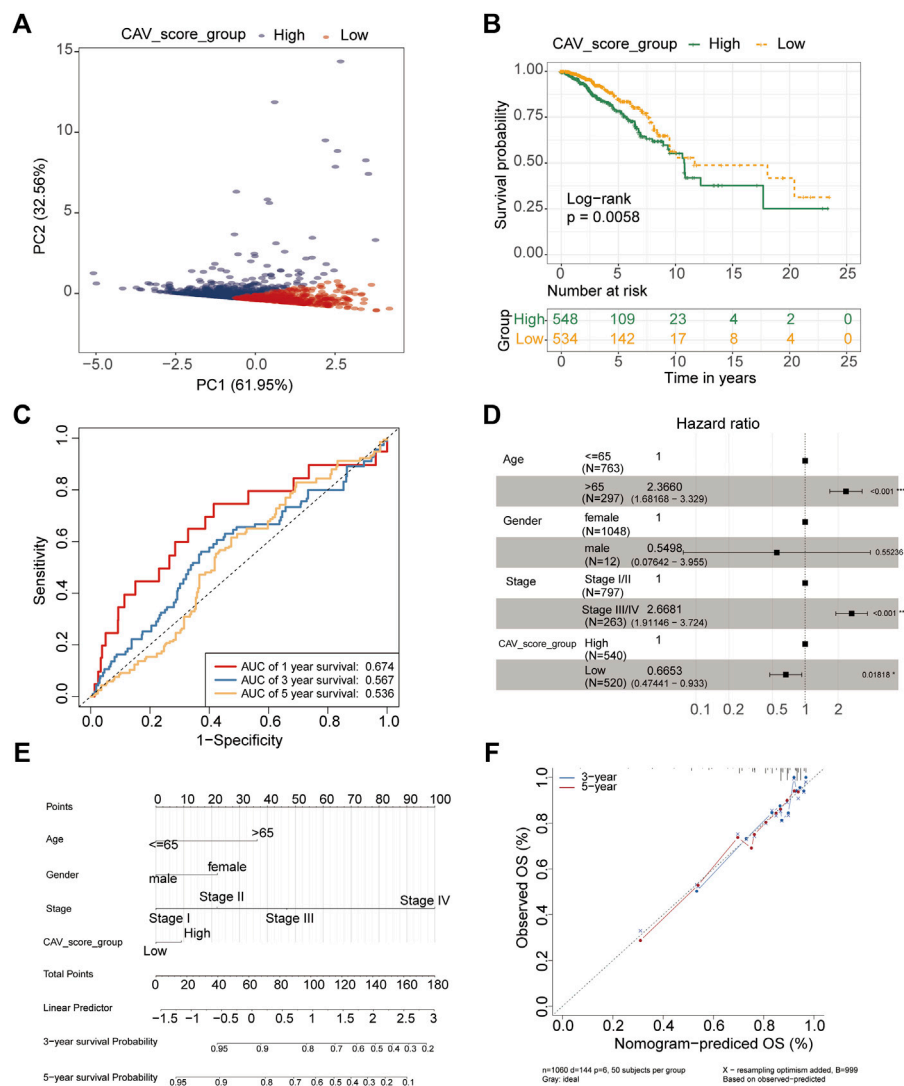 A
CAV_score_group High Low
15
10
5
0
PC2 (32.56%)
−5.0 −2.5 0.0 2.5
PC1 (61.95%)
B
CAV_score_group High Low
1.00
0.75
0.50
0.25
0.00
Survival probability
Log−rank
p = 0.0058
0 5 10 15 20 25
Number at risk
Group
High 548 109 23 4 2 0
Low 534 142 17 8 4 0
0 5 10 15 20 25
Time in years
C
1.0
0.8
0.6
0.4
0.2
0.0
Sensitivity
AUC of 1 year survival: 0.674
AUC of 3 year survival: 0.567
AUC of 5 year survival: 0.536
0.0 0.2 0.4 0.6 0.8 1.0
1-Specificity
D
Hazard ratio
Age <=65 1
(N=763)
>65 2.3660 <0.001 ***
(N=297) (1.68168 − 3.329)
Gender female 1
(N=1048)
male 0.5498 0.55236
(N=12) (0.07642 − 3.955)
Stage Stage I/II 1
(N=797)
Stage III/IV 2.6681 <0.001 **
(N=263) (1.91146 − 3.724)
CAV_score_group High 1
(N=540)
Low 0.6653 0.01818 *
(N=520) (0.47441 − 0.933)
0.1 0.2 0.5 1 2
E
Points 0 10 20 30 40 50 60 70 80 90 100
Age <=65 >65
Gender male female
Stage Stage I Stage II Stage III Stage IV
CAV_score_group Low High
Total Points 0 20 40 60 80 100 120 140 160 180
Linear Predictor −1.5 −1 −0.5 0 0.5 1 1.5 2 2.5 3
3−year survival Probability 0.95 0.9 0.8 0.7 0.6 0.5 0.4 0.3 0.2
5−year survival Probability 0.95 0.9 0.8 0.7 0.6 0.5 0.4 0.3 0.2 0.1
F
3−year
5−year
1.0
0.8
0.6
0.4
0.2
0.0
Observed OS (%)
0.0 0.2 0.4 0.6 0.8 1.0
Nomogram−prediced OS (%)
n=1060 d=144 p=6, 50 subjects per group
Gray: ideal
X − resampling optimism added, B=999
Based on observed-predicted